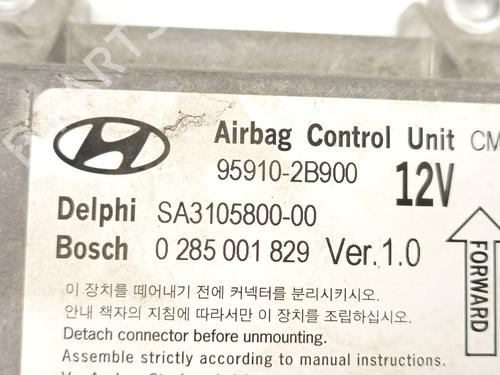 Airbag Control Unit CM
95910-2B900 12V
Delphi SA3105800-00
Bosch 0 285 001 829 Ver.1.0
FORWARD
이 장치를 떼어내기 전에 커넥터를 분리시키시오.
안내 책자의 지침에 따라서만 이 장치를 조립하십시오.
Detach connector before unmounting.
Assemble strictly according to manual instructions.